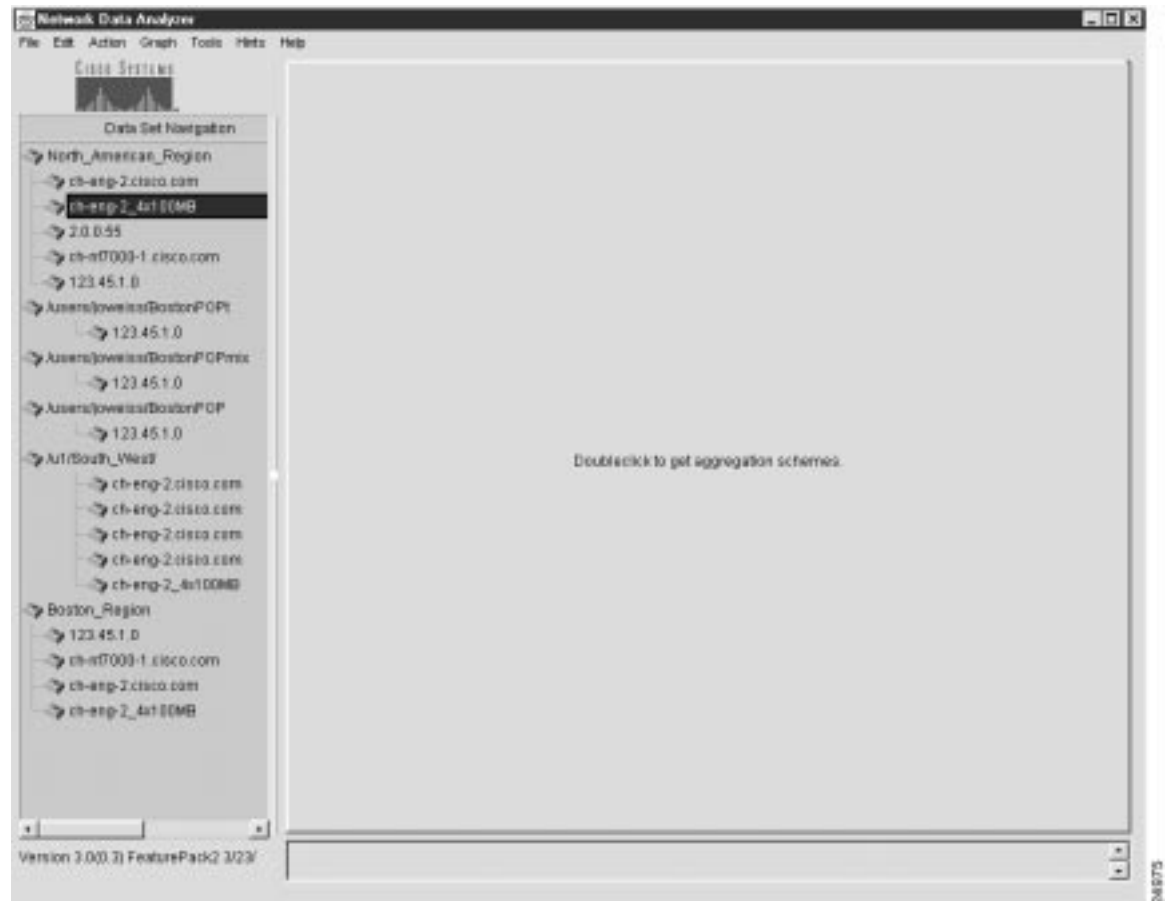 Network Data Analyzer
File Edit Action Graph Tools Hints Help
CISCO SYSTEMS
Data Set Navigation
North_American_Region
ch-eng-2.cisco.com
ch-eng-2_4x100MB
2.0.0.55
ch-nf7000-1.cisco.com
123.45.1.0
/users/joweiss/BostonPOPt
123.45.1.0
/users/joweiss/BostonPOPmix
123.45.1.0
/users/joweiss/BostonPOP
123.45.1.0
/u1/South_West/
ch-eng-2.cisco.com
ch-eng-2.cisco.com
ch-eng-2.cisco.com
ch-eng-2.cisco.com
ch-eng-2_4x100MB
Boston_Region
123.45.1.0
ch-nf7000-1.cisco.com
ch-eng-2.cisco.com
ch-eng-2_4x100MB
Doubleclick to get aggregation schemes.
Version 3.0(0.3) FeaturePack2 3/23/